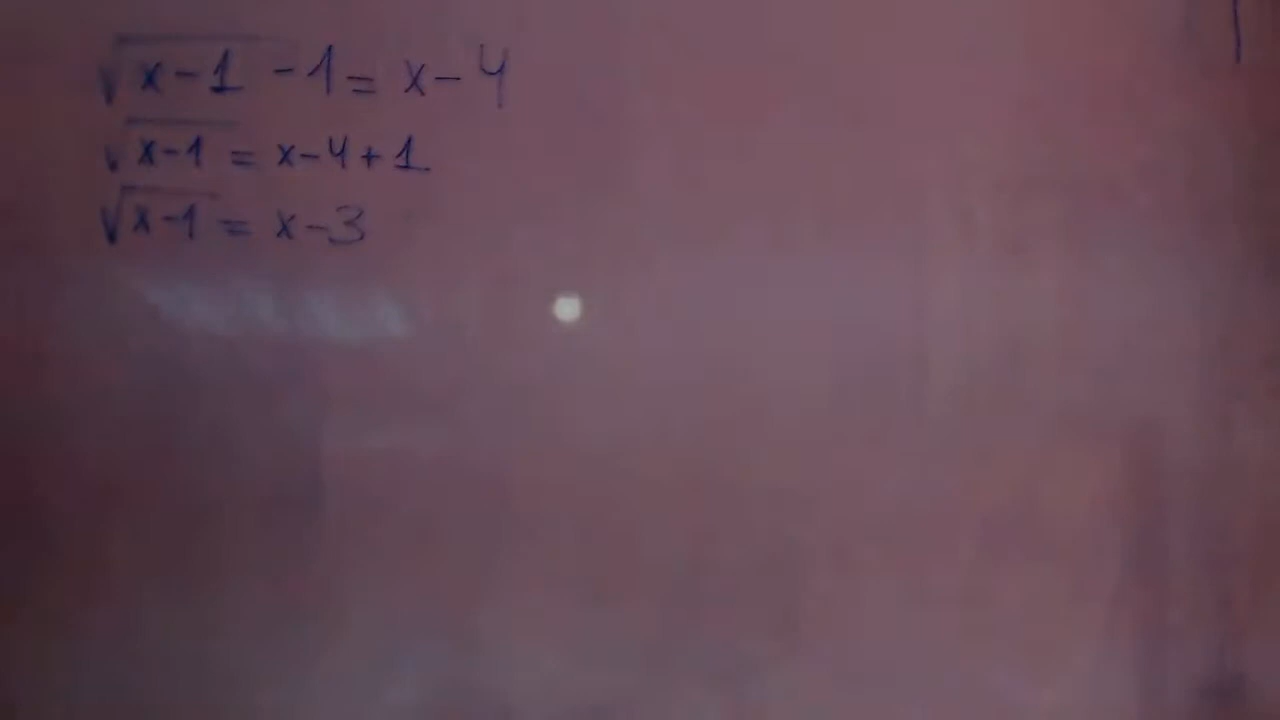 √x-1 -1 = x-4
√x-1 = x-4+1
√x-1 = x-3